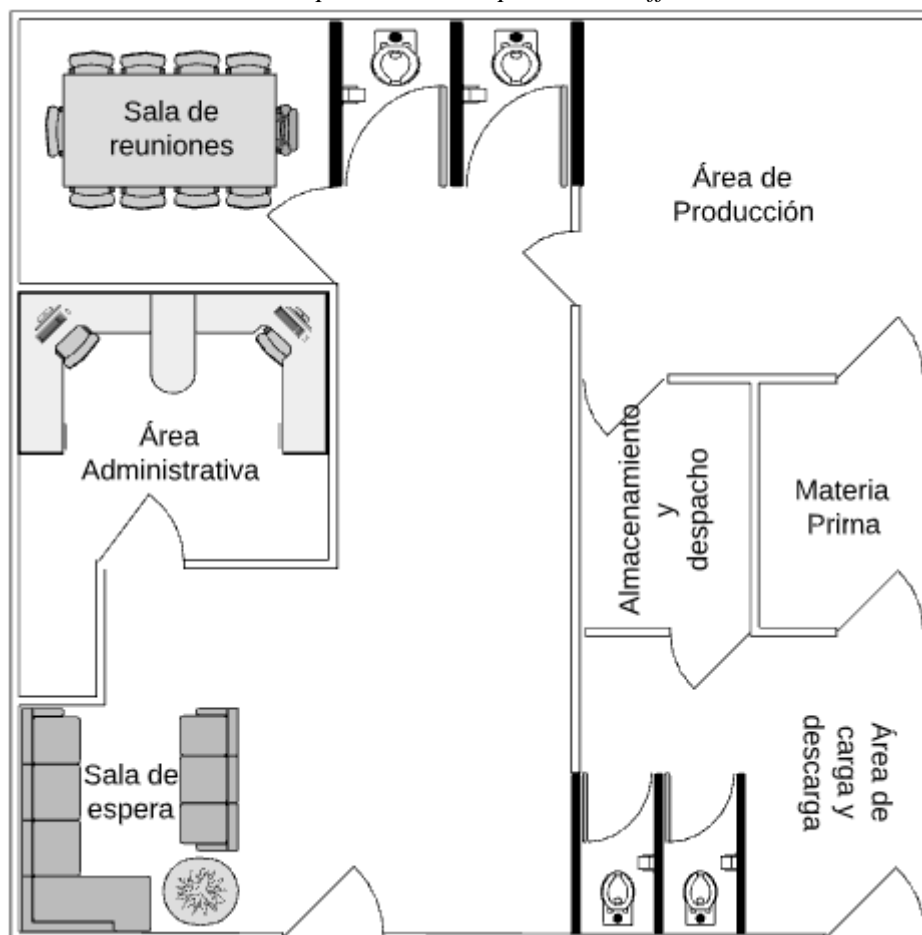 Sala de
reuniones
Área de
Producción
Área
Administrativa
Almacenamiento
y
despacho
Materia
Prima
Área de
carga y
descarga
Sala de
espera